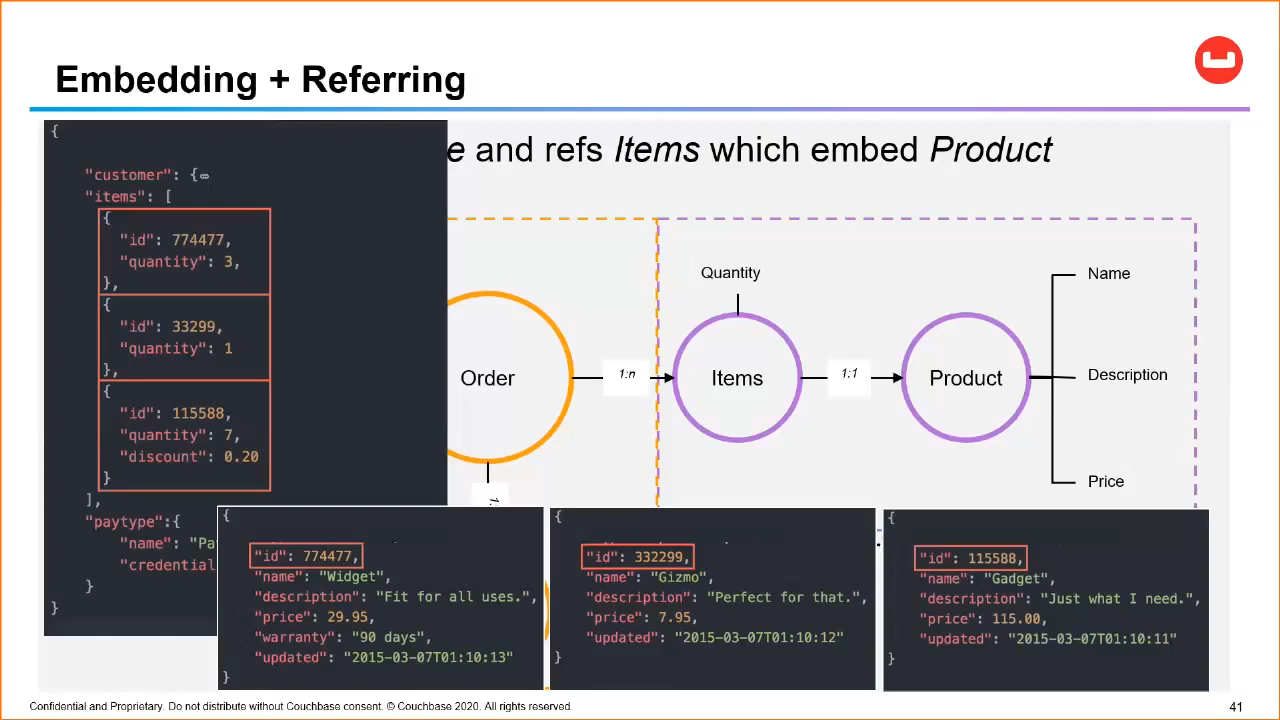 Embedding + Referring
e and refs Items which embed Product
{
"customer": {
"items": [
{
"id": 774477,
"quantity": 3,
},
{
"id": 33299,
"quantity": 1
},
{
"id": 115588,
"quantity": 7,
"discount": 0.20
}
],
"paytype":{
"name": "Pa
"credential
}
}
Order
1:n
Quantity
Items
1:1
Product
Name
Description
Price
{
"id": 774477,
"name": "Widget",
"description": "Fit for all uses.",
"price": 29.95,
"warranty": "90 days",
"updated": "2015-03-07T01:10:13"
}
{
"id": 332299,
"name": "Gizmo",
"description": "Perfect for that.",
"price": 7.95,
"updated": "2015-03-07T01:10:12"
}
{
"id": 115588,
"name": "Gadget",
"description": "Just what I need.",
"price": 115.00,
"updated": "2015-03-07T01:10:11"
}
Confidential and Proprietary. Do not distribute without Couchbase consent. © Couchbase 2020. All rights reserved.
41